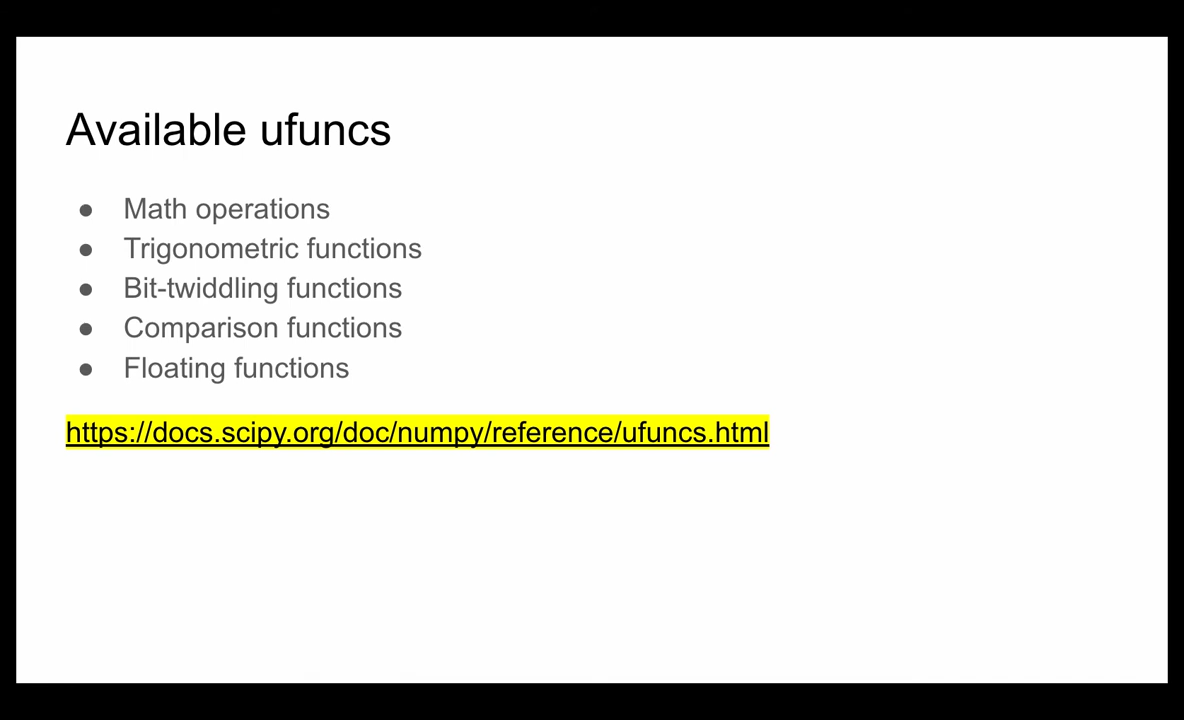 Available ufuncs
● Math operations
● Trigonometric functions
● Bit-twiddling functions
● Comparison functions
● Floating functions
https://docs.scipy.org/doc/numpy/reference/ufuncs.html